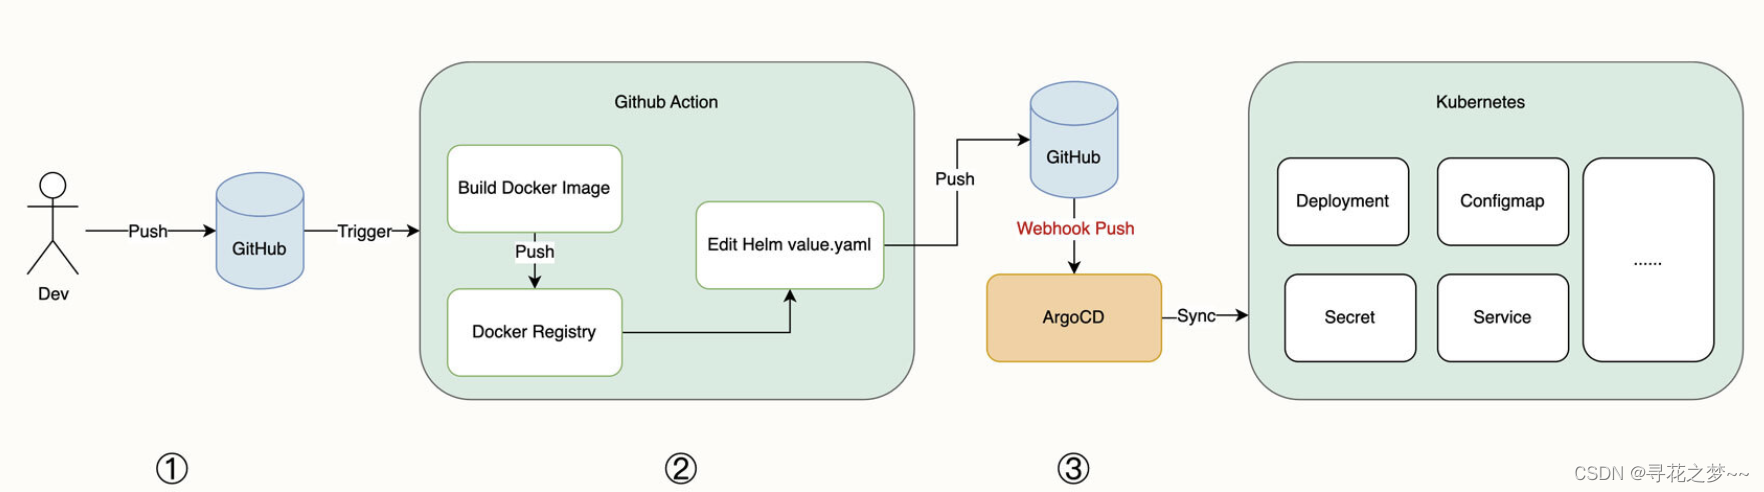 Dev
Push
GitHub
Trigger
Github Action
Build Docker Image
Push
Docker Registry
Edit Helm value.yaml
Push
GitHub
Webhook Push
ArgoCD
Sync
Kubernetes
Deployment
Configmap
Secret
Service
......
①
②
③
CSDN @寻花之梦~~